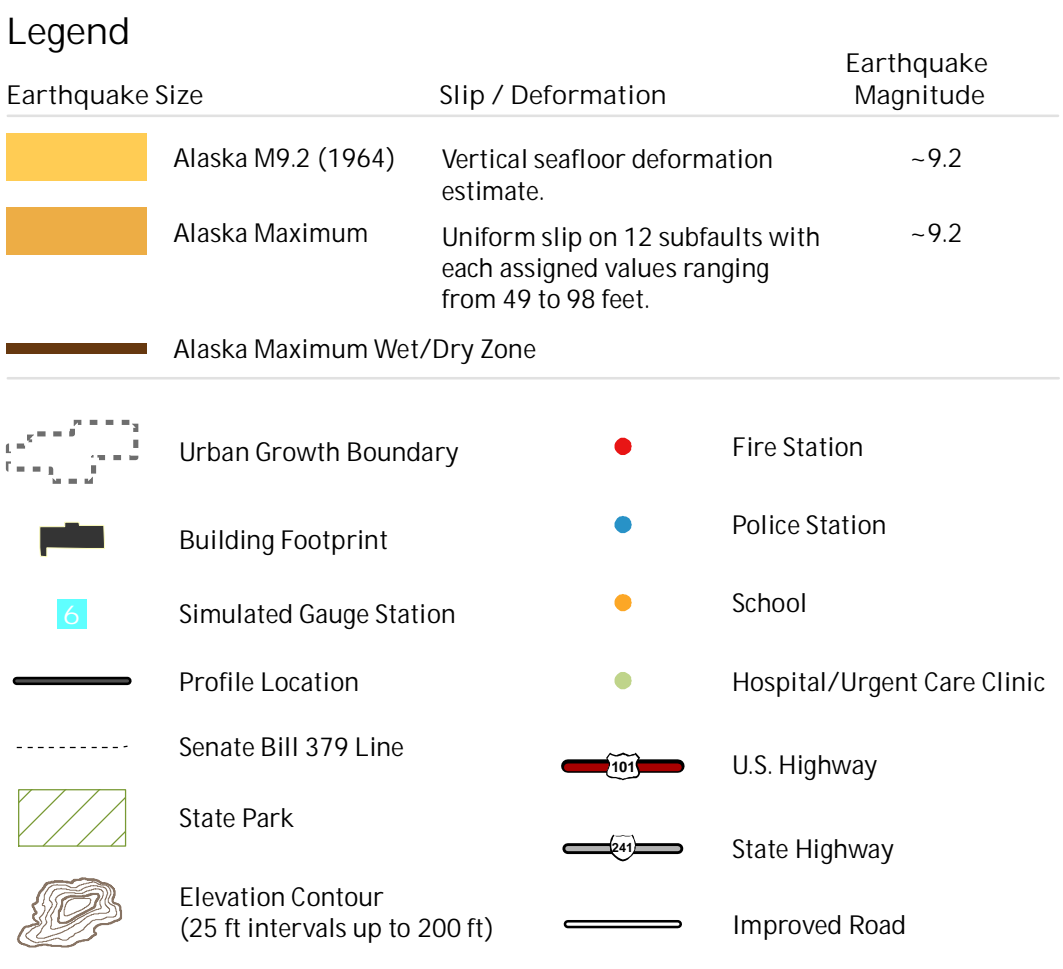 Legend
Earthquake Size
Slip / Deformation
Earthquake
Magnitude
Alaska M9.2 (1964)
Vertical seafloor deformation
estimate.
~9.2
Alaska Maximum
Uniform slip on 12 subfaults with
each assigned values ranging
from 49 to 98 feet.
~9.2
Alaska Maximum Wet/Dry Zone
Urban Growth Boundary
Fire Station
Building Footprint
Police Station
6
Simulated Gauge Station
School
Profile Location
Hospital/Urgent Care Clinic
Senate Bill 379 Line
101
U.S. Highway
State Park
241
State Highway
Elevation Contour
(25 ft intervals up to 200 ft)
Improved Road